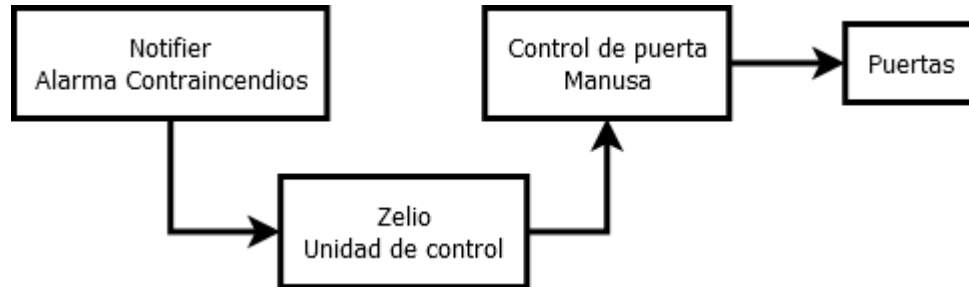 Notifier
Alarma Contraincendios
Zelio
Unidad de control
Control de puerta
Manusa
Puertas